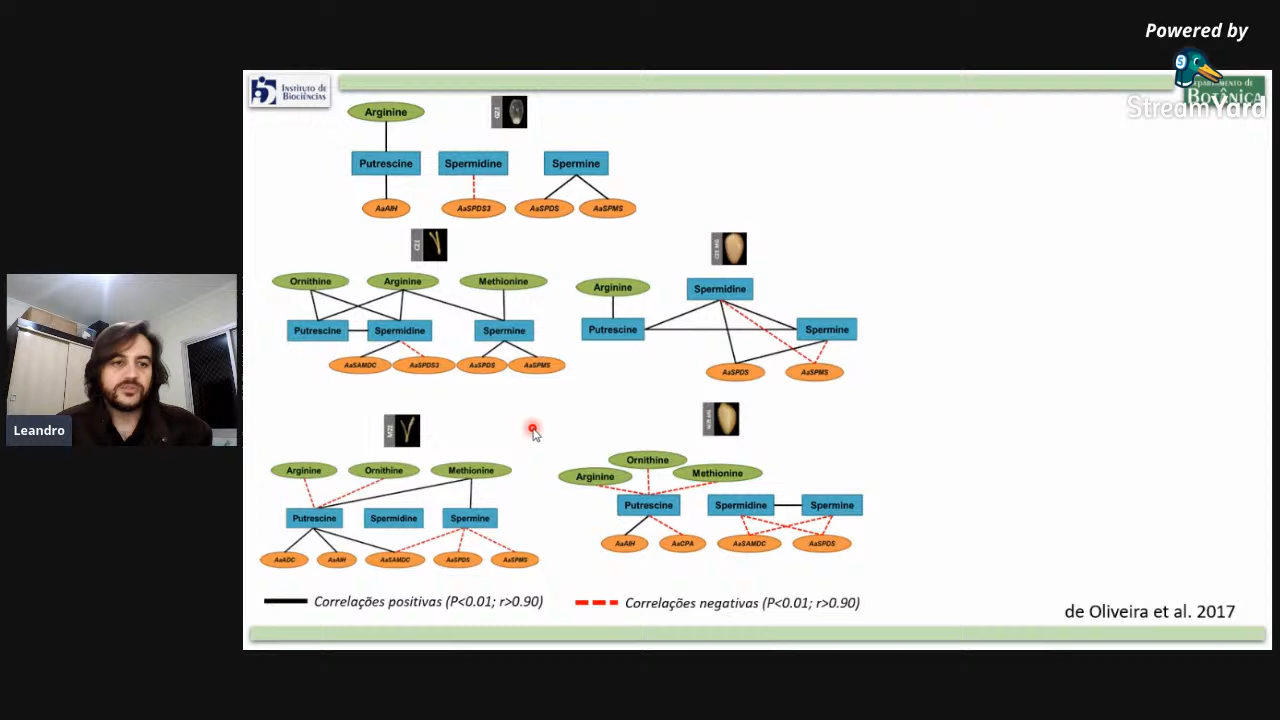 Powered by
StreamYard
INSTITUTO DE
BIOCIÊNCIAS
BOTÂNICA
Arginine
Putrescine
Spermidine
Spermine
AaAIH
AaSPDS3
AaSPDS
AaSPMS
Ornithine
Arginine
Methionine
Putrescine
Spermidine
Spermine
AaSAMDC
AaSPDS3
AaSPDS
AaSPMS
Arginine
Spermidine
Putrescine
Spermine
AaSPDS
AaSPMS
Leandro
Arginine
Ornithine
Methionine
Putrescine
Spermidine
Spermine
AaADC
AaAIH
AaSAMDC
AaSPDS
AaSPMS
Ornithine
Arginine
Methionine
Putrescine
Spermidine
Spermine
AaAIH
AaCPA
AaSAMDC
AaSPDS
Correlações positivas (P<0.01; r>0.90)
Correlações negativas (P<0.01; r>0.90)
de Oliveira et al. 2017